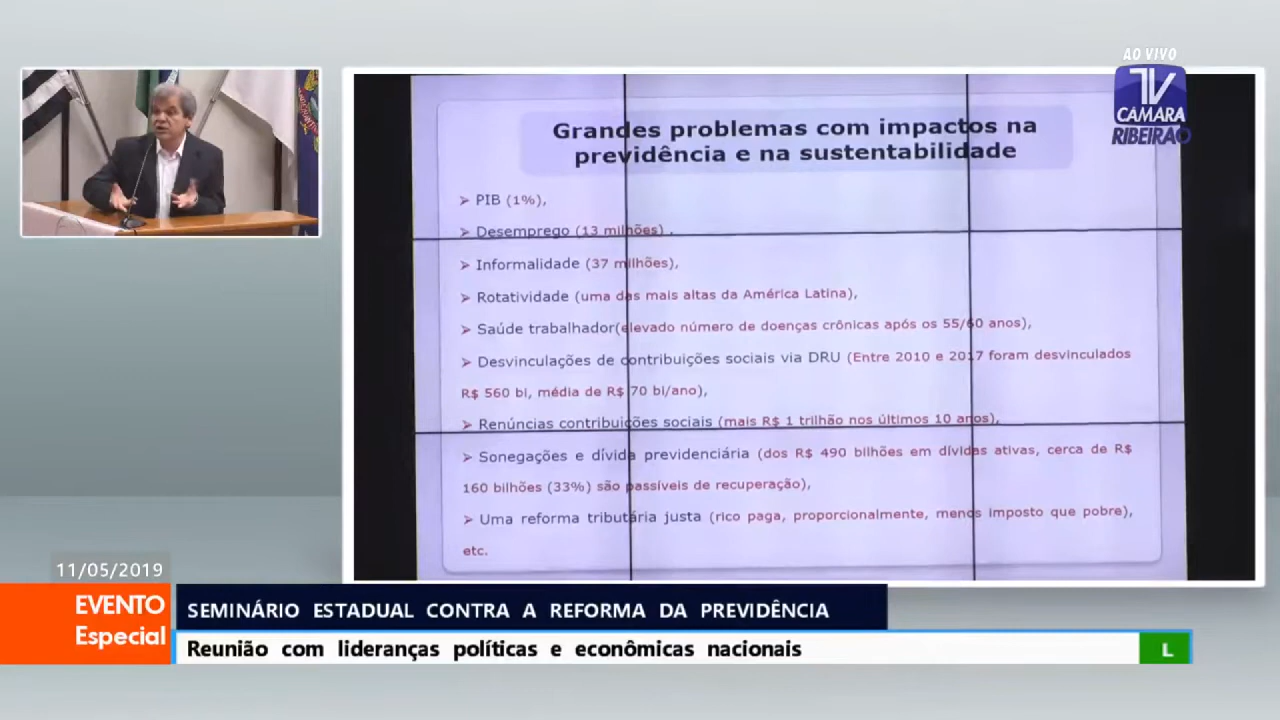 AO VIVO
TV
CÂMARA
RIBEIRÃO
Grandes problemas com impactos na
previdência e na sustentabilidade
➢ PIB (1%),
➢ Desemprego (13 milhões) .
➢ Informalidade (37 milhões),
➢ Rotatividade (uma das mais altas da América Latina),
➢ Saúde trabalhador(elevado número de doenças crônicas após os 55/60 anos),
➢ Desvinculações de contribuições sociais via DRU (Entre 2010 e 2017 foram desvinculados
R$ 560 bi, média de R$ 70 bi/ano),
➢ Renúncias contribuições sociais (mais R$ 1 trilhão nos últimos 10 anos),
➢ Sonegações e dívida previdenciária (dos R$ 490 bilhões em dívidas ativas, cerca de R$
160 bilhões (33%) são passíveis de recuperação),
➢ Uma reforma tributária justa (rico paga, proporcionalmente, menos imposto que pobre),
etc.
11/05/2019
EVENTO
Especial
SEMINÁRIO ESTADUAL CONTRA A REFORMA DA PREVIDÊNCIA
Reunião com lideranças políticas e econômicas nacionais
L